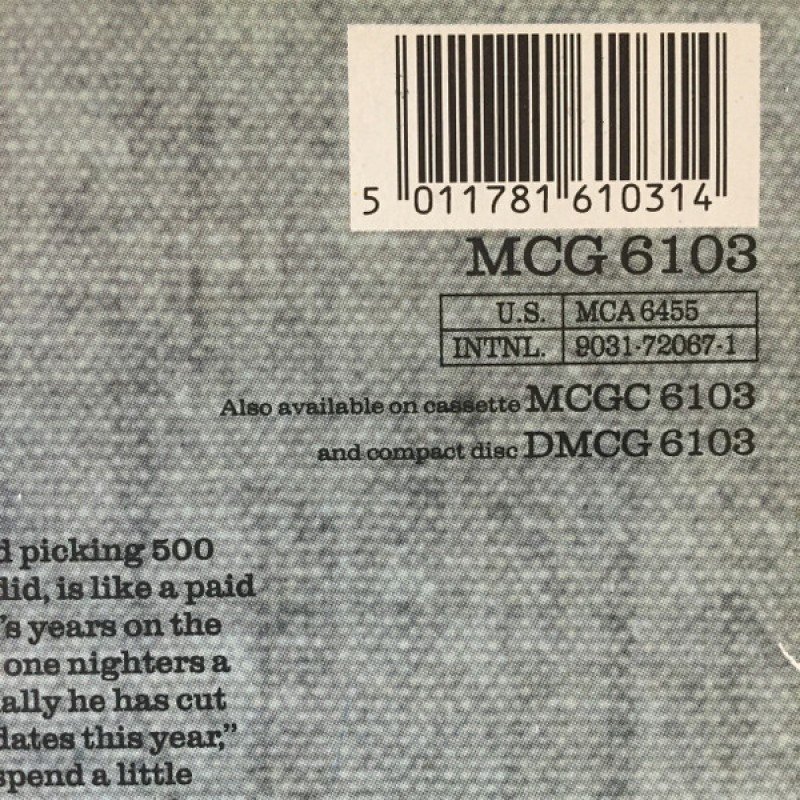 5 011781 610314
MCG 6103
U.S. MCA 6455
INTNL. 9031-72067-1
Also available on cassette MCGC 6103
and compact disc DMCG 6103
d picking 500
did, is like a paid
's years on the
one nighters a
ally he has cut
dates this year,”
spend a little